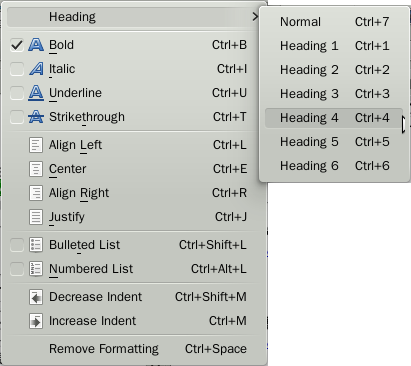 Heading
Bold Ctrl+B
Italic Ctrl+I
Underline Ctrl+U
Strikethrough Ctrl+T
Align Left Ctrl+L
Center Ctrl+E
Align Right Ctrl+R
Justify Ctrl+J
Bulleted List Ctrl+Shift+L
Numbered List Ctrl+Alt+L
Decrease Indent Ctrl+Shift+M
Increase Indent Ctrl+M
Remove Formatting Ctrl+Space
Normal Ctrl+7
Heading 1 Ctrl+1
Heading 2 Ctrl+2
Heading 3 Ctrl+3
Heading 4 Ctrl+4
Heading 5 Ctrl+5
Heading 6 Ctrl+6